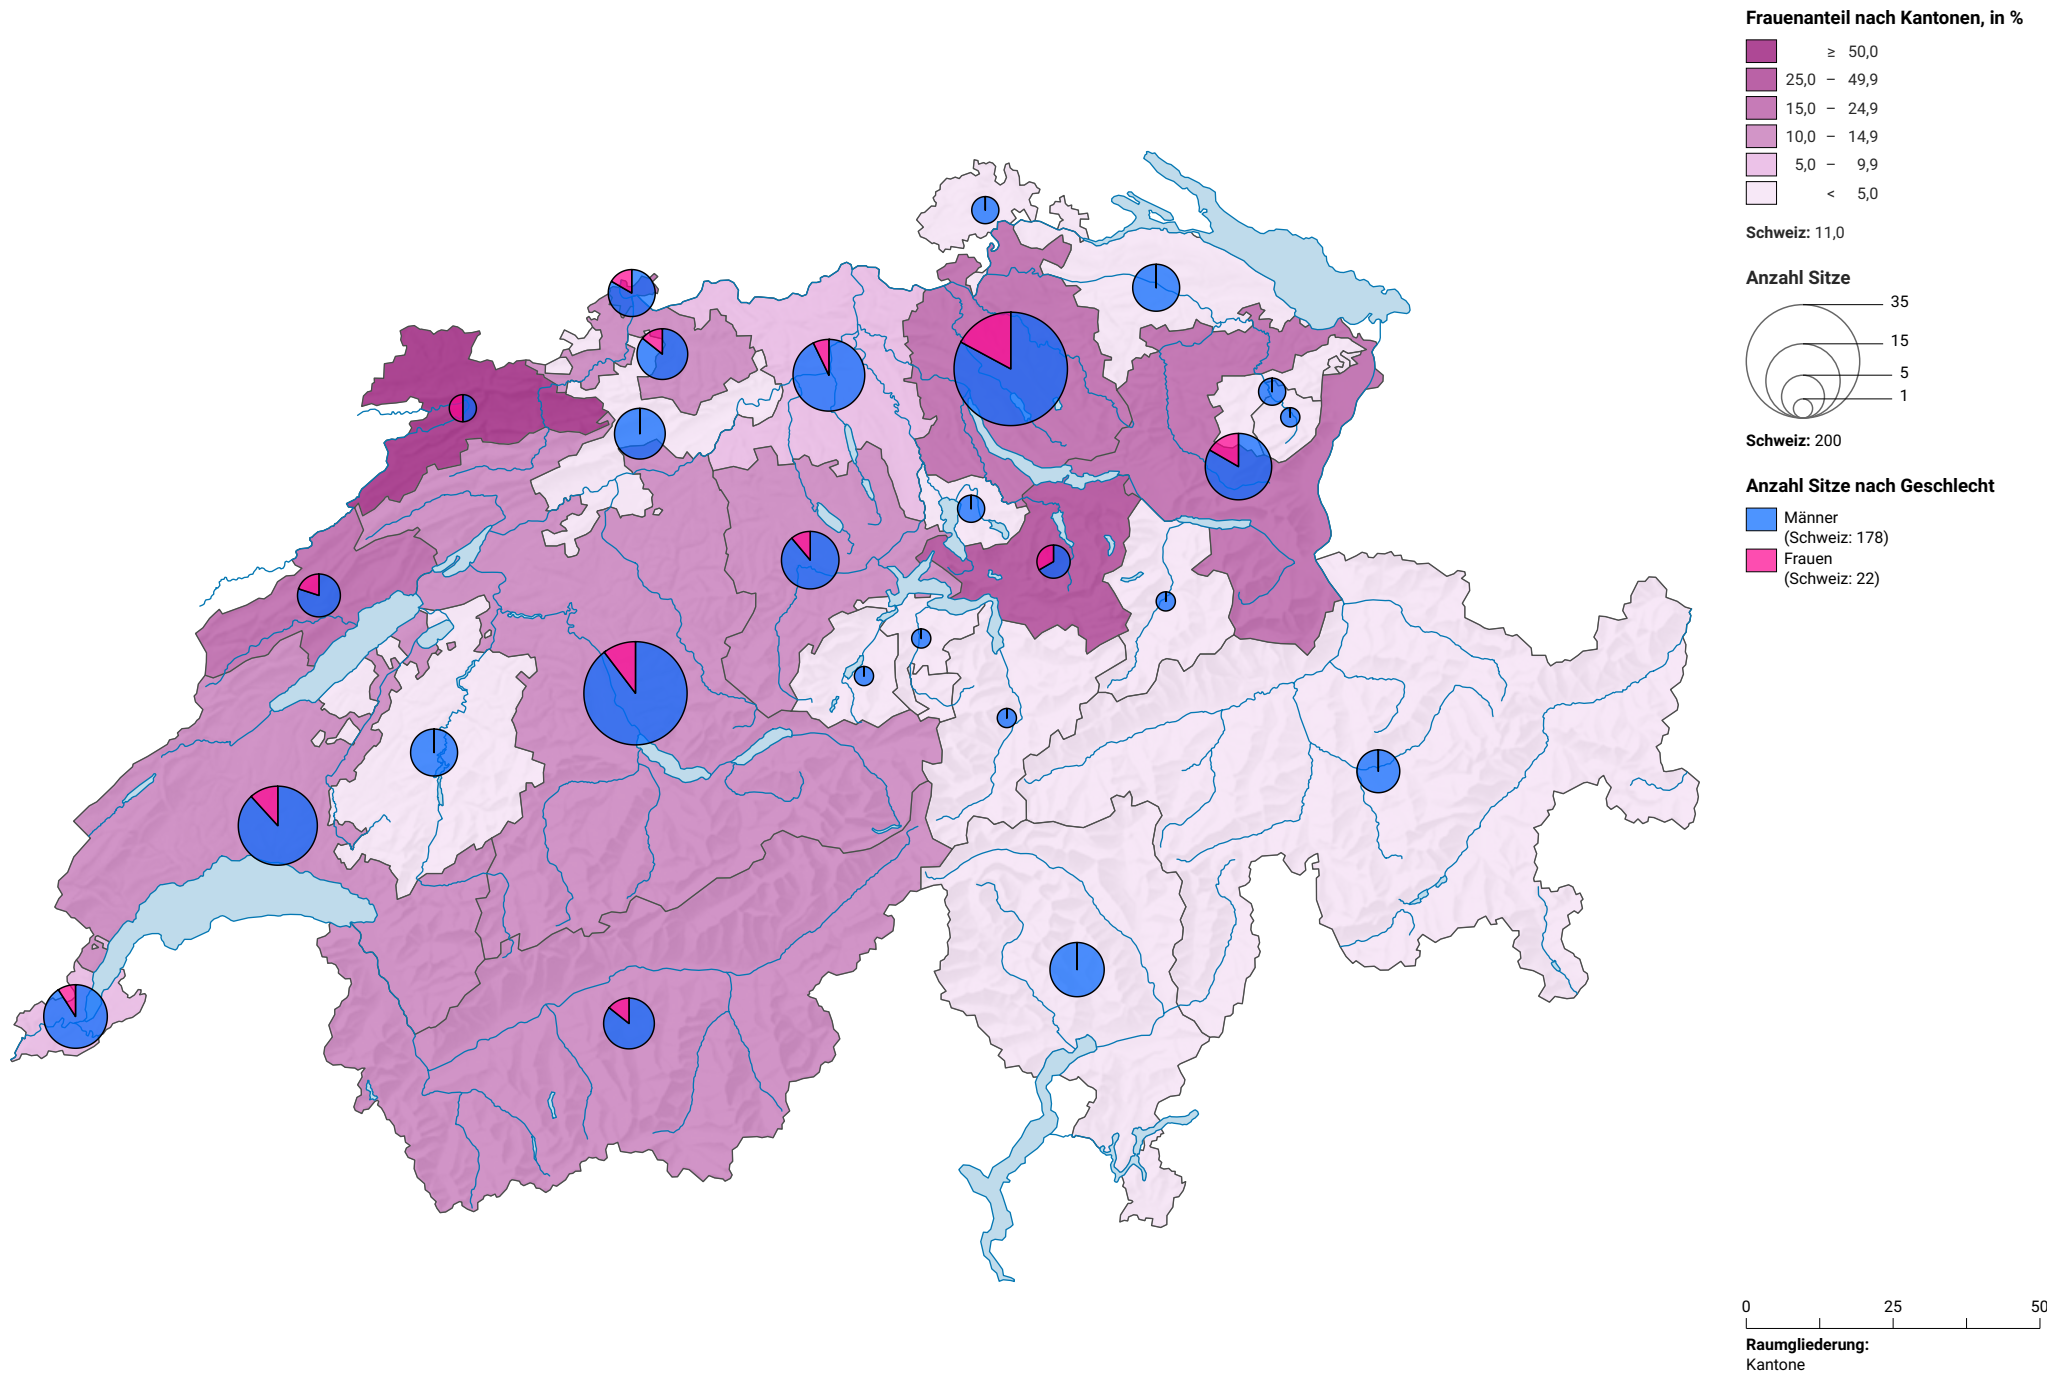 Frauenanteil nach Kantonen, in %
≥ 50,0
25,0 – 49,9
15,0 – 24,9
10,0 – 14,9
5,0 – 9,9
< 5,0
Schweiz: 11,0
Anzahl Sitze
35
15
5
1
Schweiz: 200
Anzahl Sitze nach Geschlecht
Männer
(Schweiz: 178)
Frauen
(Schweiz: 22)
0 25 50
Raumgliederung:
Kantone